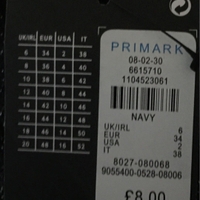 UK/IRL EUR USA IT
6 34 2 38
8 36 4 40
10 38 6 42
12 40 8 44
14 42 10 46
16 44 12 48
18 46 14 50
20 48 16 52
PRIMARK
08-02-30
6615710
1104523061
NAVY
UK/IRL 6
EUR 34
USA 2
IT 38
8027-080068
9055400-0528-08006
£8.00